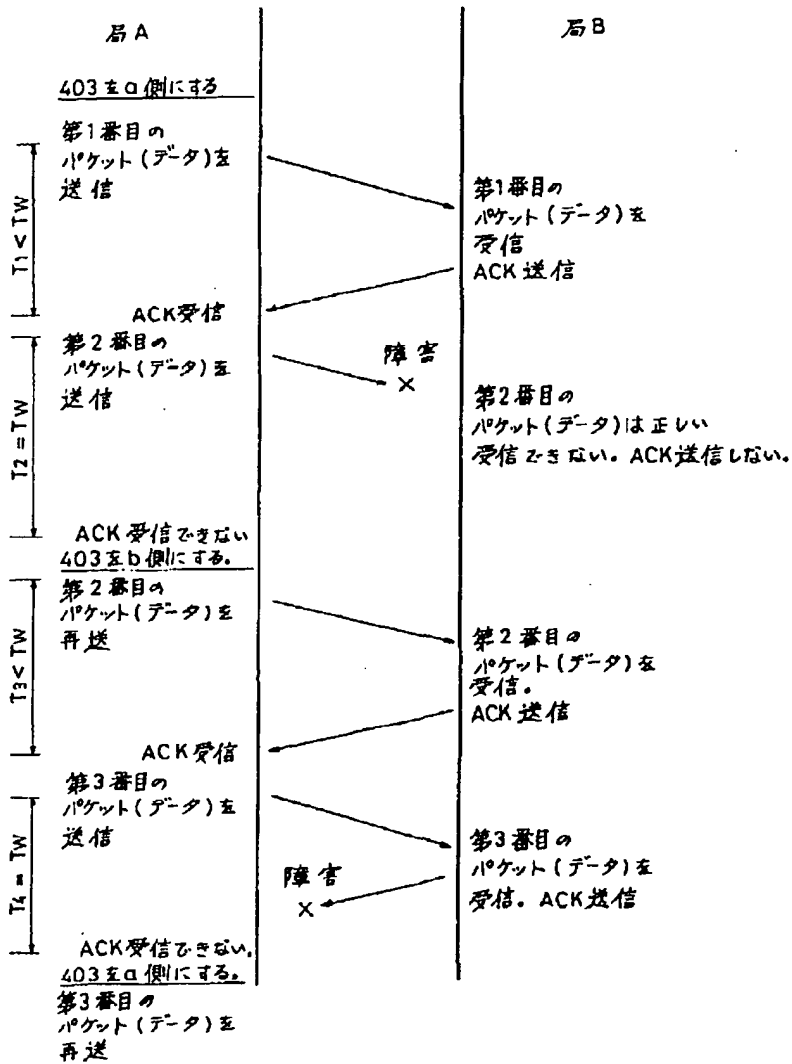 局A
局B
403をa側にする
第1番目の
パケット(データ)を
送信
T1<TW
第1番目の
パケット(データ)を
受信
ACK送信
ACK受信
第2番目の
パケット(データ)を
送信
T2=TW
障害
×
第2番目の
パケット(データ)は正しい
受信できない。ACK送信しない。
ACK受信できない
403をb側にする。
第2番目の
パケット(データ)を
再送
T3<TW
第2番目の
パケット(データ)を
受信。
ACK送信
ACK受信
第3番目の
パケット(データ)を
送信
T4=TW
第3番目の
パケット(データ)を
受信。ACK送信
障害
×
ACK受信できない。
403をa側にする。
第3番目の
パケット(データ)を
再送